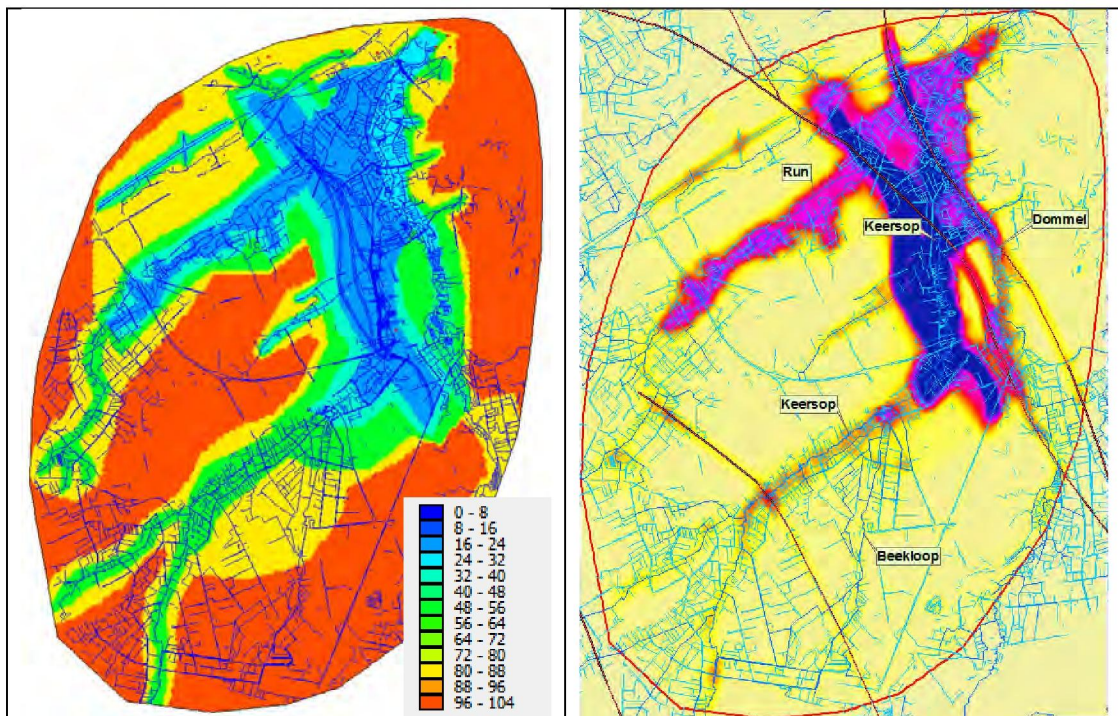 0 - 8
8 - 16
16 - 24
24 - 32
32 - 40
40 - 48
48 - 56
56 - 64
64 - 72
72 - 80
80 - 88
88 - 96
96 - 104
Run
Dommel
Keersop
Keersop
Beekloop